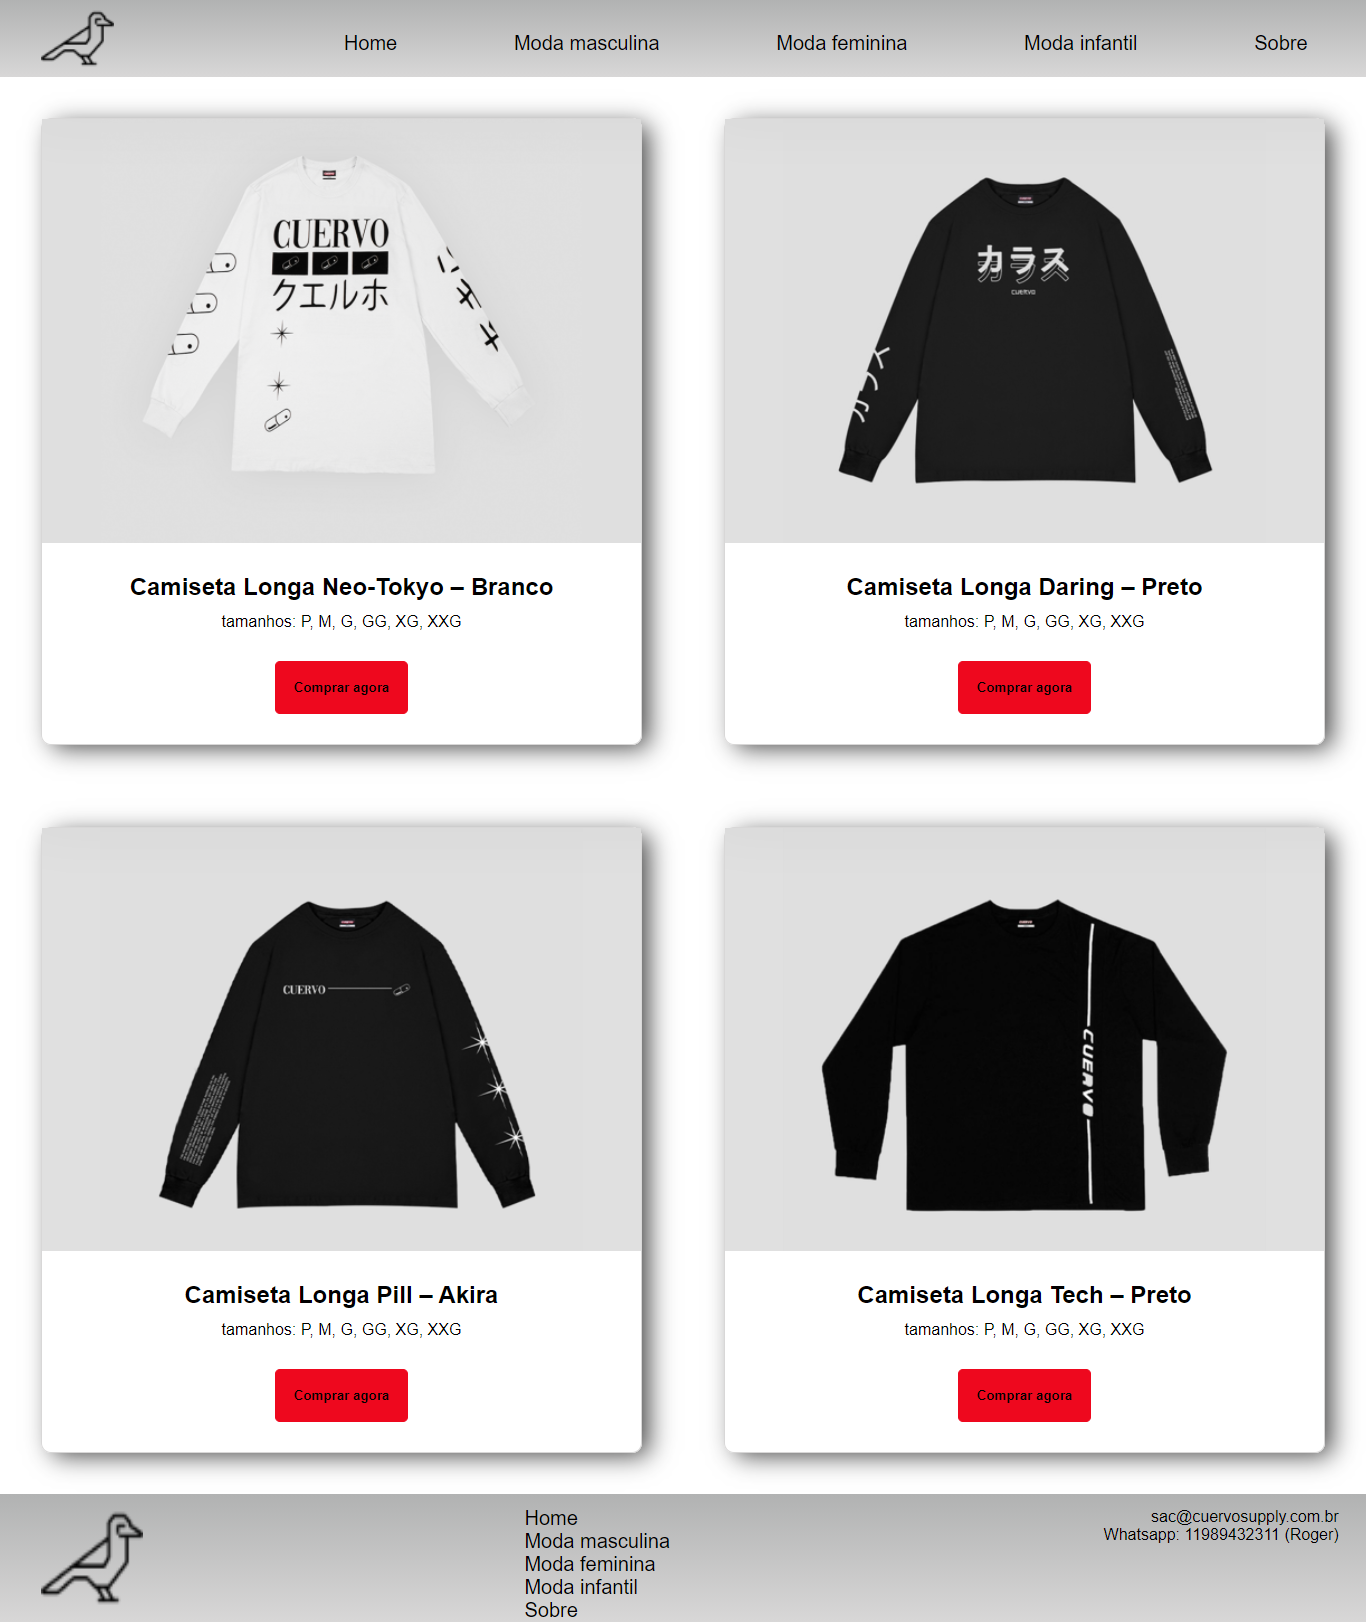 Home
Moda masculina
Moda feminina
Moda infantil
Sobre
CUERVO
クエルホ
カラス
CUERVO
カラス
Camiseta Longa Neo-Tokyo – Branco
tamanhos: P, M, G, GG, XG, XXG
Comprar agora
Camiseta Longa Daring – Preto
tamanhos: P, M, G, GG, XG, XXG
Comprar agora
CUERVO
CUERVO
Camiseta Longa Pill – Akira
tamanhos: P, M, G, GG, XG, XXG
Comprar agora
Camiseta Longa Tech – Preto
tamanhos: P, M, G, GG, XG, XXG
Comprar agora
Home
Moda masculina
Moda feminina
Moda infantil
Sobre
sac@cuervosupply.com.br
Whatsapp: 11989432311 (Roger)